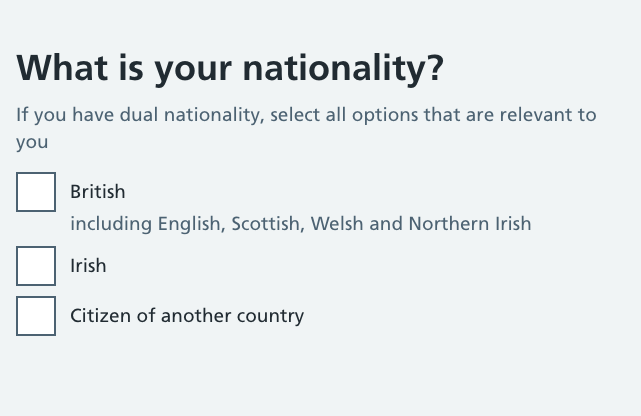 What is your nationality?
If you have dual nationality, select all options that are relevant to
you
British
including English, Scottish, Welsh and Northern Irish
Irish
Citizen of another country